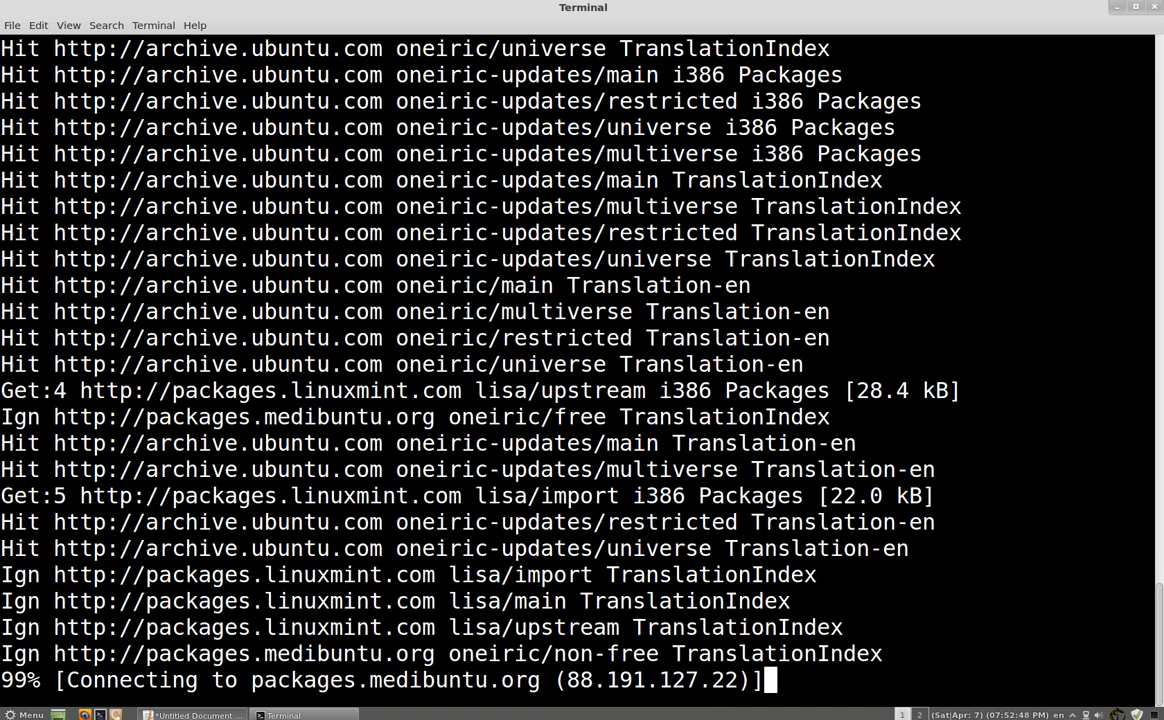 Terminal
File Edit View Search Terminal Help
Hit http://archive.ubuntu.com oneiric/universe TranslationIndex
Hit http://archive.ubuntu.com oneiric-updates/main i386 Packages
Hit http://archive.ubuntu.com oneiric-updates/restricted i386 Packages
Hit http://archive.ubuntu.com oneiric-updates/universe i386 Packages
Hit http://archive.ubuntu.com oneiric-updates/multiverse i386 Packages
Hit http://archive.ubuntu.com oneiric-updates/main TranslationIndex
Hit http://archive.ubuntu.com oneiric-updates/multiverse TranslationIndex
Hit http://archive.ubuntu.com oneiric-updates/restricted TranslationIndex
Hit http://archive.ubuntu.com oneiric-updates/universe TranslationIndex
Hit http://archive.ubuntu.com oneiric/main Translation-en
Hit http://archive.ubuntu.com oneiric/multiverse Translation-en
Hit http://archive.ubuntu.com oneiric/restricted Translation-en
Hit http://archive.ubuntu.com oneiric/universe Translation-en
Get:4 http://packages.linuxmint.com lisa/upstream i386 Packages [28.4 kB]
Ign http://packages.medibuntu.org oneiric/free TranslationIndex
Hit http://archive.ubuntu.com oneiric-updates/main Translation-en
Hit http://archive.ubuntu.com oneiric-updates/multiverse Translation-en
Get:5 http://packages.linuxmint.com lisa/import i386 Packages [22.0 kB]
Hit http://archive.ubuntu.com oneiric-updates/restricted Translation-en
Hit http://archive.ubuntu.com oneiric-updates/universe Translation-en
Ign http://packages.linuxmint.com lisa/import TranslationIndex
Ign http://packages.linuxmint.com lisa/main TranslationIndex
Ign http://packages.linuxmint.com lisa/upstream TranslationIndex
Ign http://packages.medibuntu.org oneiric/non-free TranslationIndex
99% [Connecting to packages.medibuntu.org (88.191.127.22)]
Menu *Untitled Document ... Terminal 1 2 (Sat|Apr; 7) (07:52:48 PM) en